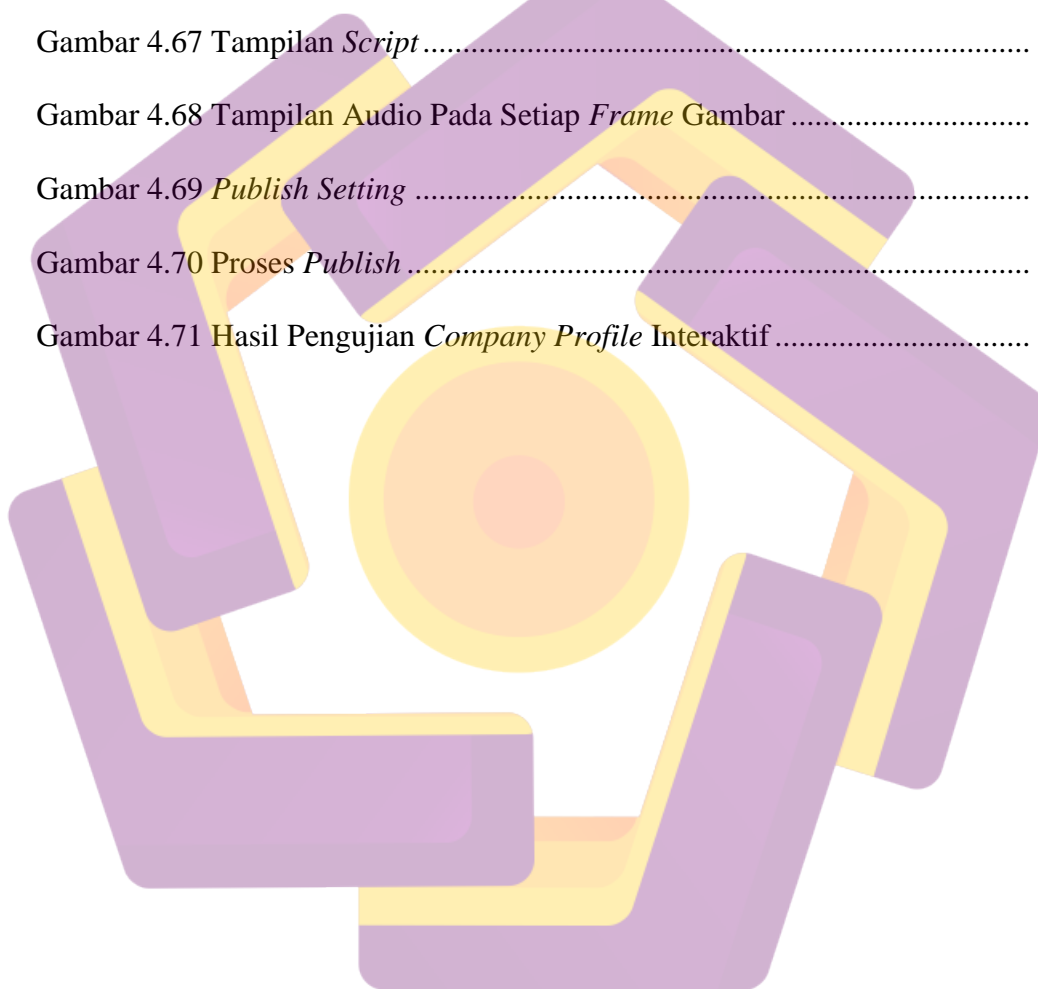 Gambar 4.67 Tampilan Script ................................................................................
Gambar 4.68 Tampilan Audio Pada Setiap Frame Gambar ...............................
Gambar 4.69 Publish Setting .................................................................................
Gambar 4.70 Proses Publish ..................................................................................
Gambar 4.71 Hasil Pengujian Company Profile Interaktif .................................